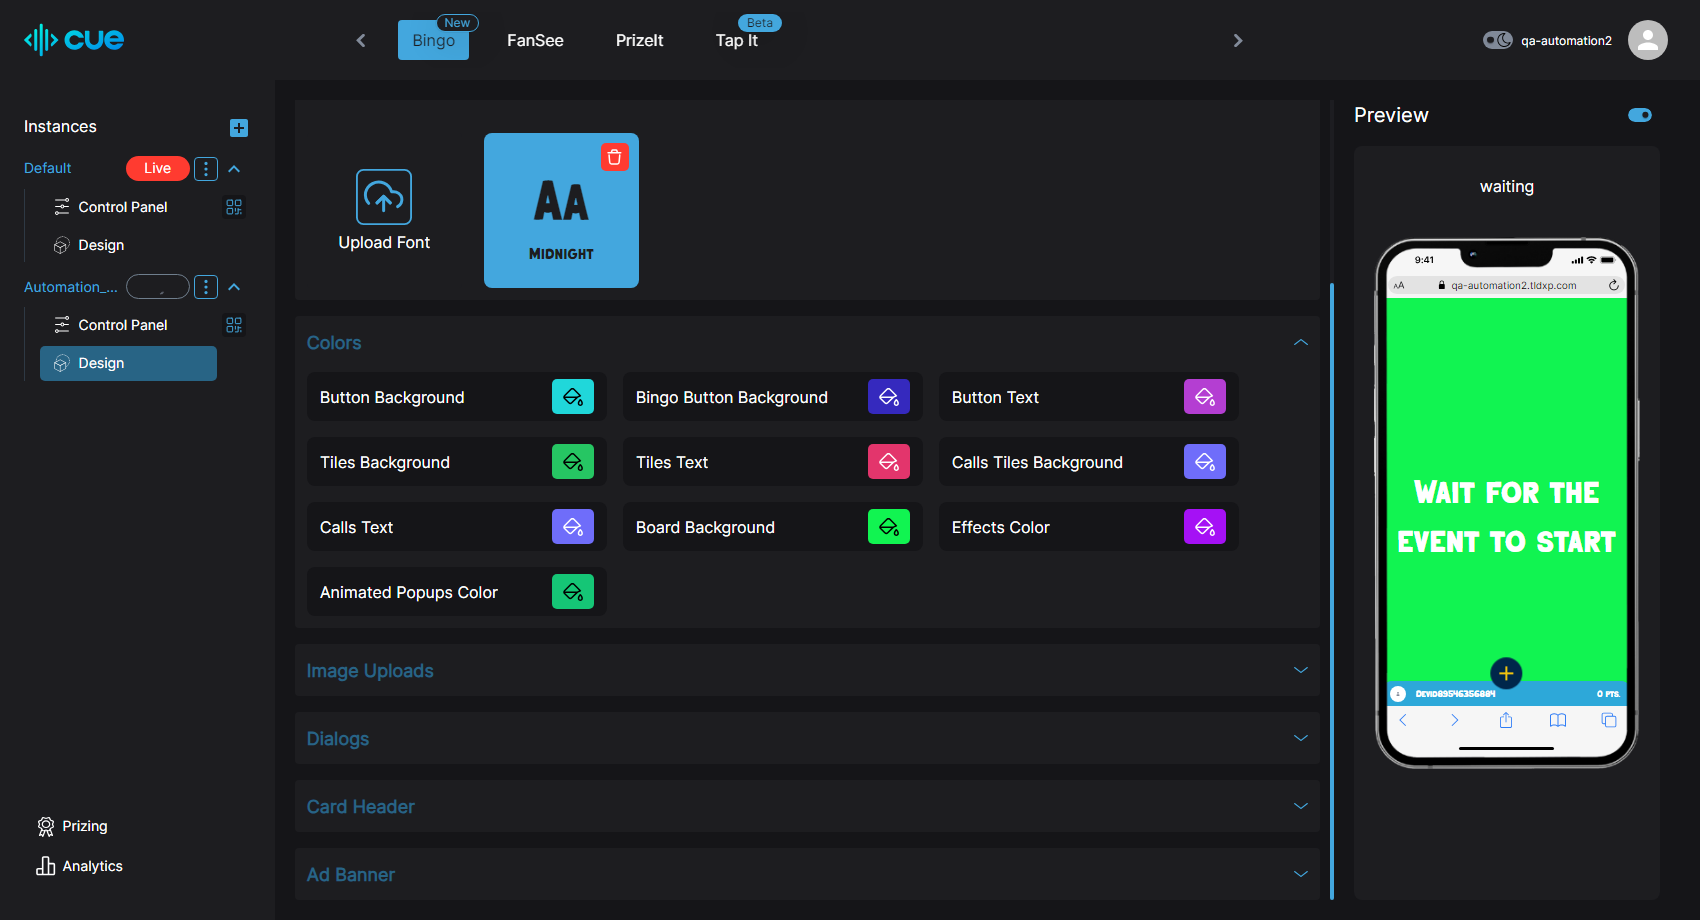 cue
Bingo
New
FanSee
PrizeIt
Tap It
Beta
qa-automation2
Instances
Default
Live
Control Panel
Design
Automation_...
Control Panel
Design
Prizing
Analytics
Upload Font
AA
MIDNIGHT
Colors
Button Background
Bingo Button Background
Button Text
Tiles Background
Tiles Text
Calls Tiles Background
Calls Text
Board Background
Effects Color
Animated Popups Color
Image Uploads
Dialogs
Card Header
Ad Banner
Preview
waiting
9:41
AA
qa-automation2.tldxp.com
WAIT FOR THE
EVENT TO START
DEVID89546356884
0 PTS.